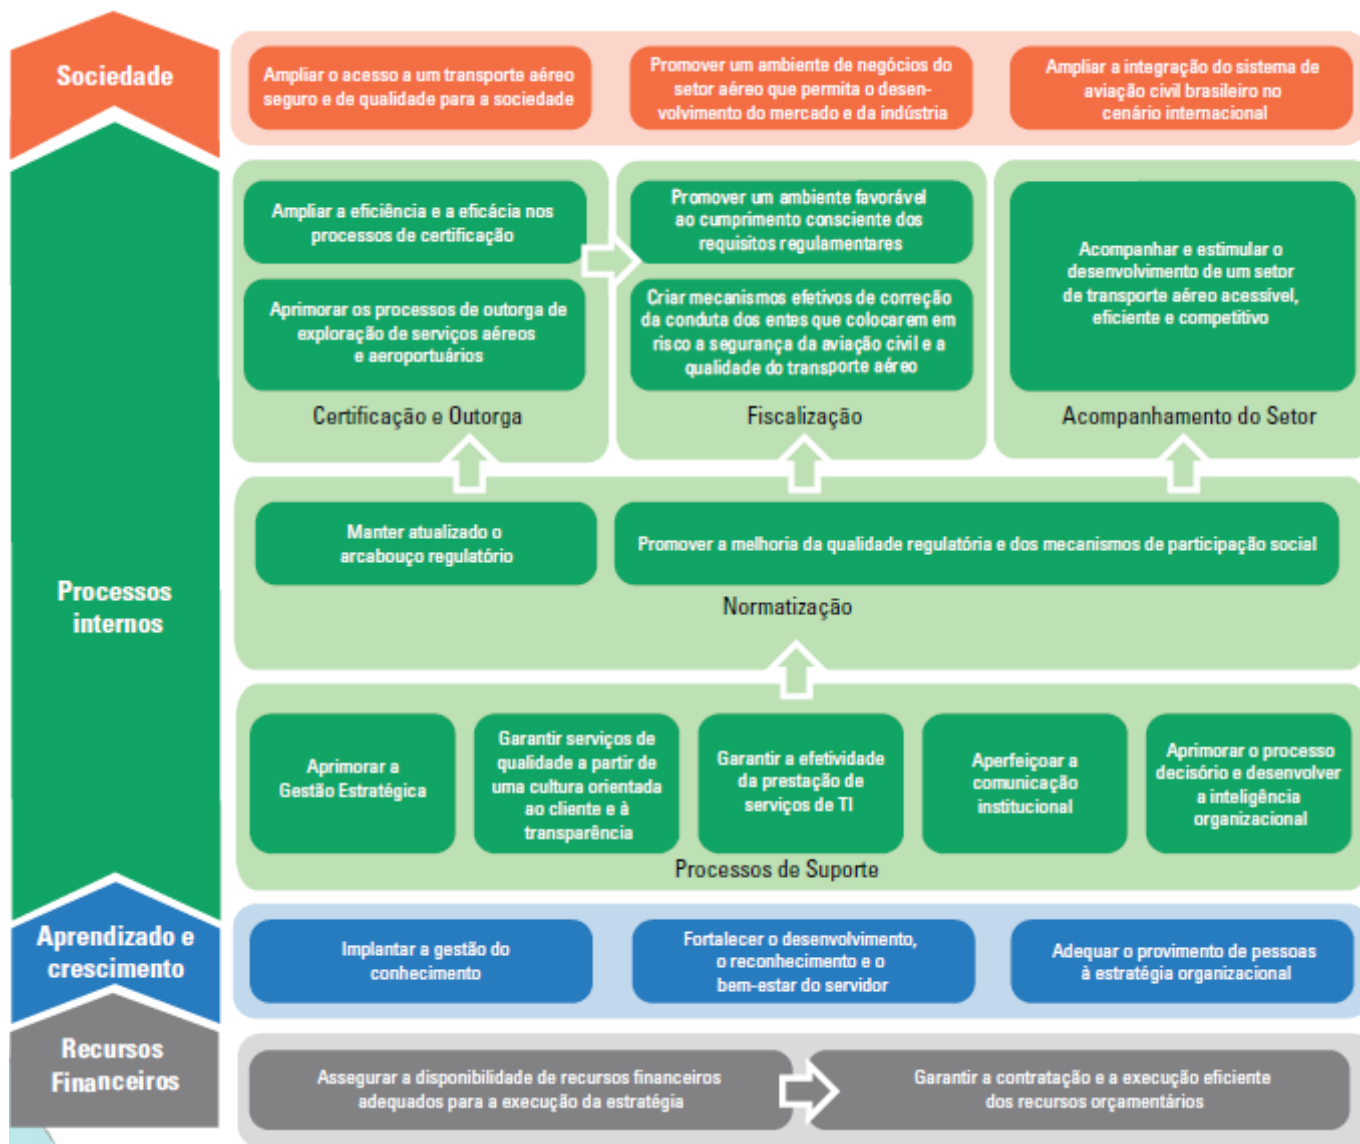 Sociedade
Ampliar o acesso a um transporte aéreo
seguro e de qualidade para a sociedade
Promover um ambiente de negócios do
setor aéreo que permita o desen-
volvimento do mercado e da indústria
Ampliar a integração do sistema de
aviação civil brasileiro no
cenário internacional
Processos
internos
Ampliar a eficiência e a eficácia nos
processos de certificação
Aprimorar os processos de outorga de
exploração de serviços aéreos
e aeroportuários
Certificação e Outorga
Promover um ambiente favorável
ao cumprimento consciente dos
requisitos regulamentares
Criar mecanismos efetivos de correção
da conduta dos entes que colocarem em
risco a segurança da aviação civil e a
qualidade do transporte aéreo
Fiscalização
Acompanhar e estimular o
desenvolvimento de um setor
de transporte aéreo acessível,
eficiente e competitivo
Acompanhamento do Setor
Manter atualizado o
arcabouço regulatório
Promover a melhoria da qualidade regulatória e dos mecanismos de participação social
Normatização
Aprimorar a
Gestão Estratégica
Garantir serviços de
qualidade a partir de
uma cultura orientada
ao cliente e à
transparência
Garantir a efetividade
da prestação de
serviços de TI
Aperfeiçoar a
comunicação
institucional
Aprimorar o processo
decisório e desenvolver
a inteligência
organizacional
Processos de Suporte
Aprendizado e
crescimento
Implantar a gestão do
conhecimento
Fortalecer o desenvolvimento,
o reconhecimento e o
bem-estar do servidor
Adequar o provimento de pessoas
à estratégia organizacional
Recursos
Financeiros
Assegurar a disponibilidade de recursos financeiros
adequados para a execução da estratégia
Garantir a contratação e a execução eficiente
dos recursos orçamentários